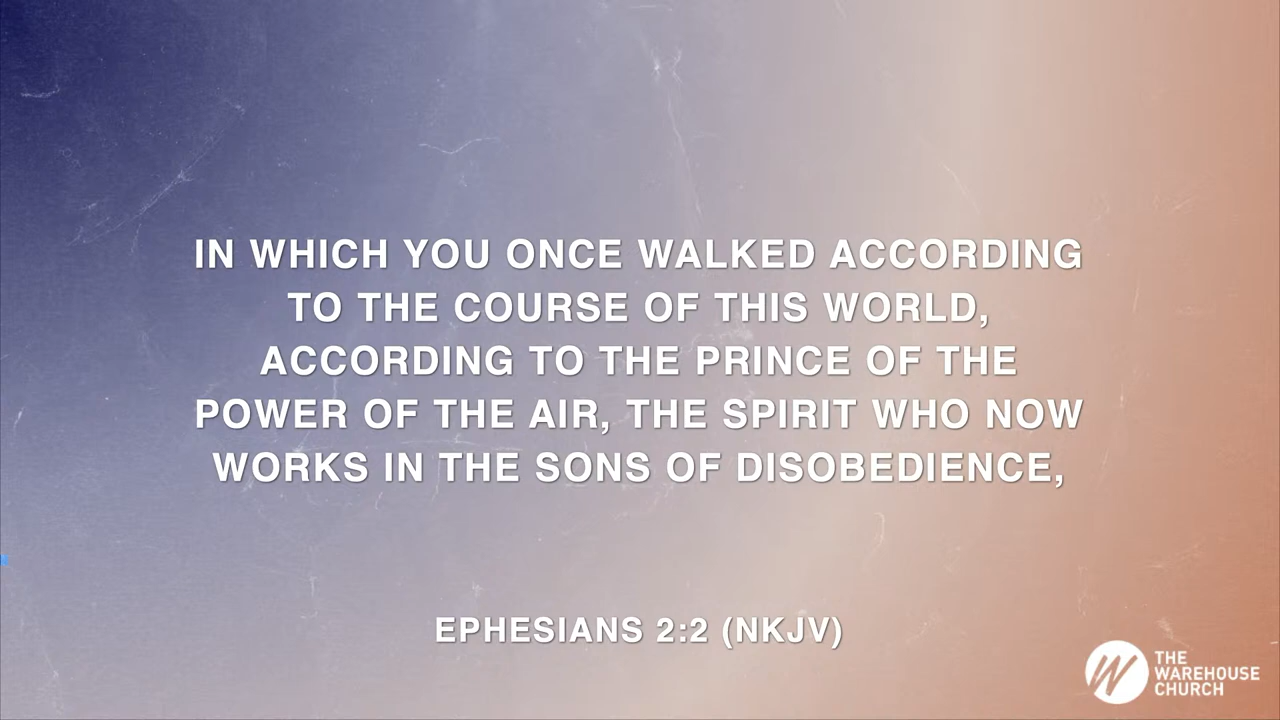 IN WHICH YOU ONCE WALKED ACCORDING
TO THE COURSE OF THIS WORLD,
ACCORDING TO THE PRINCE OF THE
POWER OF THE AIR, THE SPIRIT WHO NOW
WORKS IN THE SONS OF DISOBEDIENCE,
EPHESIANS 2:2 (NKJV)
THE
WAREHOUSE
CHURCH